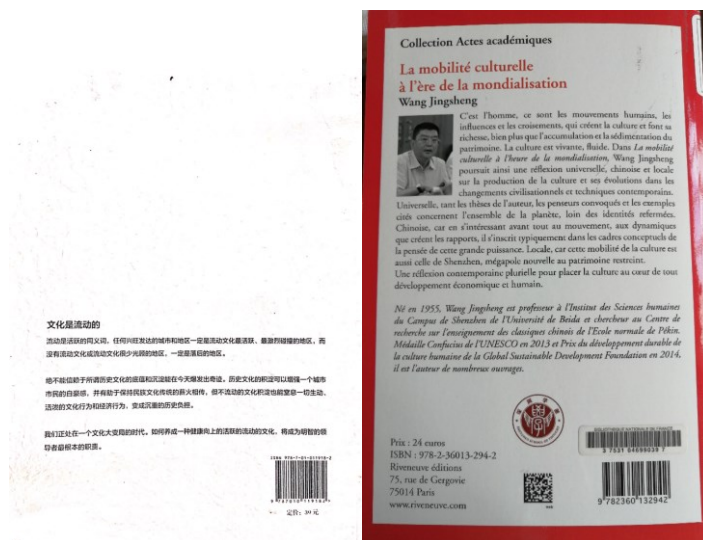 文化是流动的
流动是活跃的同义词。任何兴旺发达的城市和地区一定是流动文化最活跃、最激烈碰撞的地区，而
没有流动文化或流动文化很少光顾的地区，一定是落后的地区。
给不能信赖于所谓历史文化的底蕴和沉淀能在今天爆发出奇迹。历史文化的积淀可以增强一个城市
市民的自豪感，并有助于保持民族文化传统的薪火相传，但不流动的文化积淀也能窒息一切生动、
活泼的文化行为和经济行为，变成沉重的历史负担。
我们正处在一个文化大变局的时代。如何养成一种健康向上的活跃的流动的文化，将成为明智的领
导者最根本的职责。
定价：39 元
Collection Actes académiques
La mobilité culturelle
à l'ère de la mondialisation
Wang Jingsheng
C'est l'homme, ce sont les mouvements humains, les
influences et les croisements, qui créent la culture et font sa
richesse, bien plus que l'accumulation et la sédimentation du
patrimoine. La culture est vivante, fluide. Dans La mobilité
culturelle à l'heure de la mondialisation, Wang Jingsheng
poursuit ainsi une réflexion universelle, chinoise et locale
sur la production de la culture et ses évolutions dans les
changements civilisationnels et techniques contemporains.
Universelle, tant les thèses de l'auteur, les penseurs convoqués et les exemples
cités concernent l'ensemble de la planète, loin des identités refermées.
Chinoise, car en s'intéressant avant tout au mouvement, aux dynamiques
que créent les rapports, il s'inscrit typiquement dans les cadres conceptuels de
la pensée de cette grande puissance. Locale, car cette mobilité de la culture est
aussi celle de Shenzhen, mégapole nouvelle au patrimoine restreint.
Une réflexion contemporaine plurielle pour placer la culture au cœur de tout
développement économique et humain.
Né en 1955, Wang Jingsheng est professeur à l'Institut des Sciences humaines
du Campus de Shenzhen de l'Université de Beida et chercheur au Centre de
recherche sur l'enseignement des classiques chinois de l'Ecole normale de Pékin.
Médaille Confucius de l'UNESCO en 2013 et Prix du développement durable de
la culture humaine de la Global Sustainable Development Foundation en 2014,
il est l'auteur de nombreux ouvrages.
Prix : 24 euros
ISBN : 978-2-36013-294-2
Riveneuve éditions
75, rue de Gergovie
75014 Paris
www.riveneuve.com
BIBLIOTHEQUE NATIONALE DE FRANCE
9 782360 132942